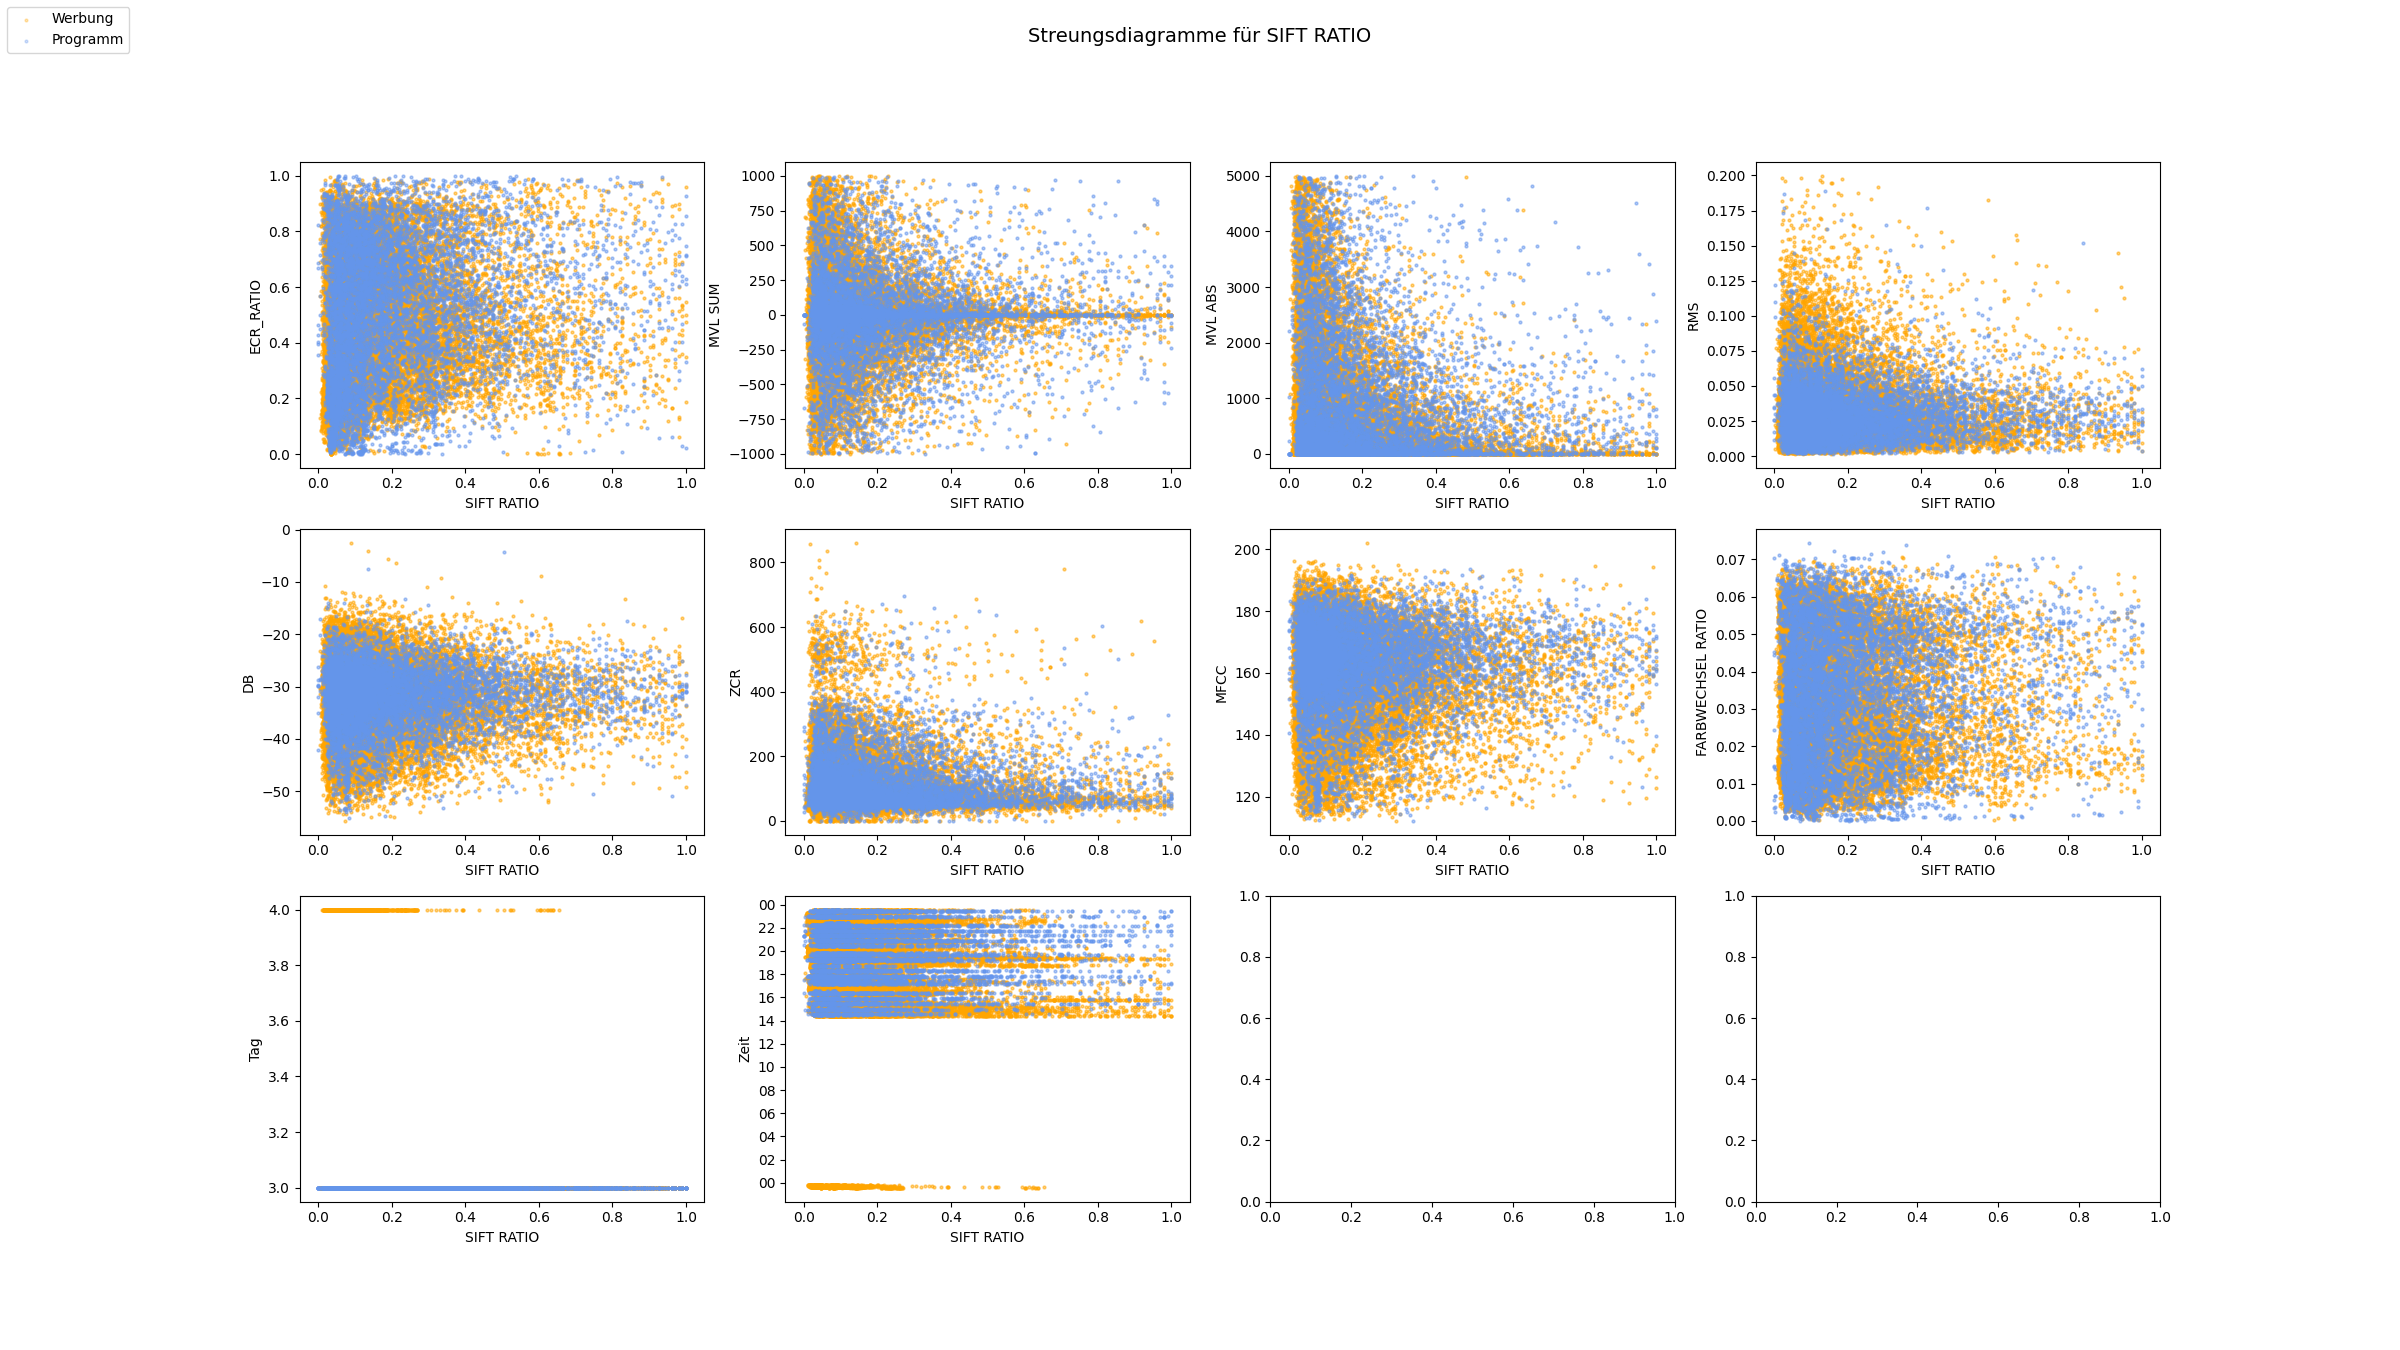 Werbung
Programm
Streungsdiagramme für SIFT RATIO
ECR_RATIO
1.0
0.8
0.6
0.4
0.2
0.0
0.0 0.2 0.4 0.6 0.8 1.0
SIFT RATIO
MVL SUM
1000
750
500
250
0
−250
−500
−750
−1000
0.0 0.2 0.4 0.6 0.8 1.0
SIFT RATIO
MVL ABS
5000
4000
3000
2000
1000
0
0.0 0.2 0.4 0.6 0.8 1.0
SIFT RATIO
RMS
0.200
0.175
0.150
0.125
0.100
0.075
0.050
0.025
0.000
0.0 0.2 0.4 0.6 0.8 1.0
SIFT RATIO
DB
0
−10
−20
−30
−40
−50
0.0 0.2 0.4 0.6 0.8 1.0
SIFT RATIO
ZCR
800
600
400
200
0
0.0 0.2 0.4 0.6 0.8 1.0
SIFT RATIO
MFCC
200
180
160
140
120
0.0 0.2 0.4 0.6 0.8 1.0
SIFT RATIO
FARBWECHSEL RATIO
0.07
0.06
0.05
0.04
0.03
0.02
0.01
0.00
0.0 0.2 0.4 0.6 0.8 1.0
SIFT RATIO
Tag
4.0
3.8
3.6
3.4
3.2
3.0
0.0 0.2 0.4 0.6 0.8 1.0
SIFT RATIO
Zeit
00
22
20
18
16
14
12
10
08
06
04
02
00
0.0 0.2 0.4 0.6 0.8 1.0
SIFT RATIO
1.0
0.8
0.6
0.4
0.2
0.0
0.0 0.2 0.4 0.6 0.8 1.0
1.0
0.8
0.6
0.4
0.2
0.0
0.0 0.2 0.4 0.6 0.8 1.0